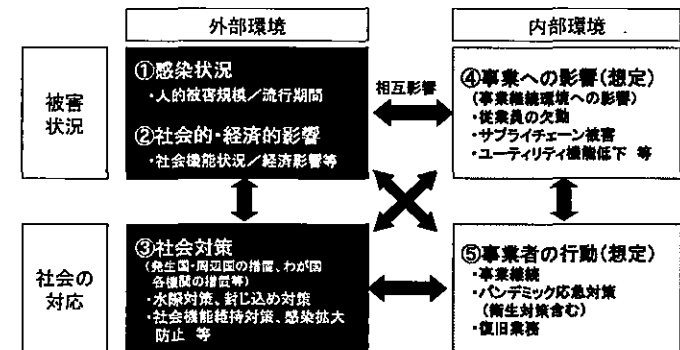 外部環境
内部環境
被害
状況
①感染状況
・人的被害規模／流行期間
②社会的・経済的影響
・社会機能状況／経済影響等
相互影響
④事業への影響(想定)
(事業継続環境への影響)
・従業員の欠勤
・サプライチェーン被害
・ユーティリティ機能低下 等
社会の
対応
③社会対策
(発生国・周辺国の措置、わが国
各機関の措置等)
・水際対策、封じ込め対策
・社会機能維持対策、感染拡大
防止 等
⑤事業者の行動(想定)
・事業継続
・パンデミック応急対策
(衛生対策含む)
・復旧業務